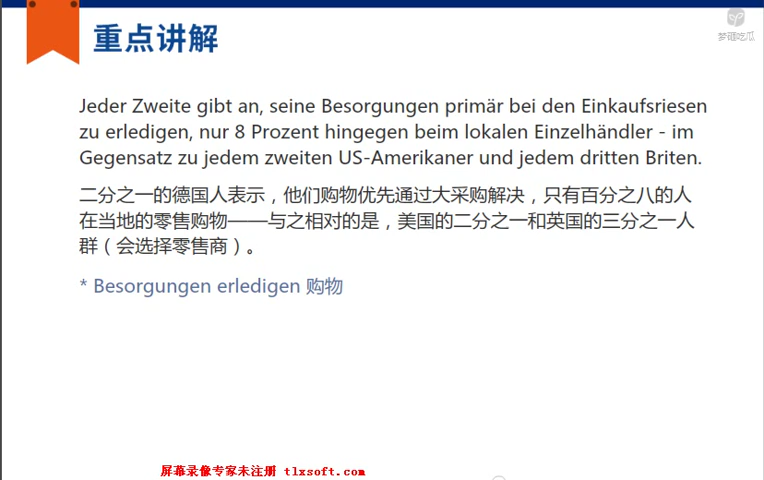 重点讲解
梦砸吃瓜
Jeder Zweite gibt an, seine Besorgungen primär bei den Einkaufsriesen
zu erledigen, nur 8 Prozent hingegen beim lokalen Einzelhändler - im
Gegensatz zu jedem zweiten US-Amerikaner und jedem dritten Briten.
二分之一的德国人表示，他们购物优先通过大采购解决，只有百分之八的人
在当地的零售购物——与之相对的是，美国的二分之一和英国的三分之一人
群（会选择零售商）。
* Besorgungen erledigen 购物
屏幕录像专家未注册 tlxsoft.com